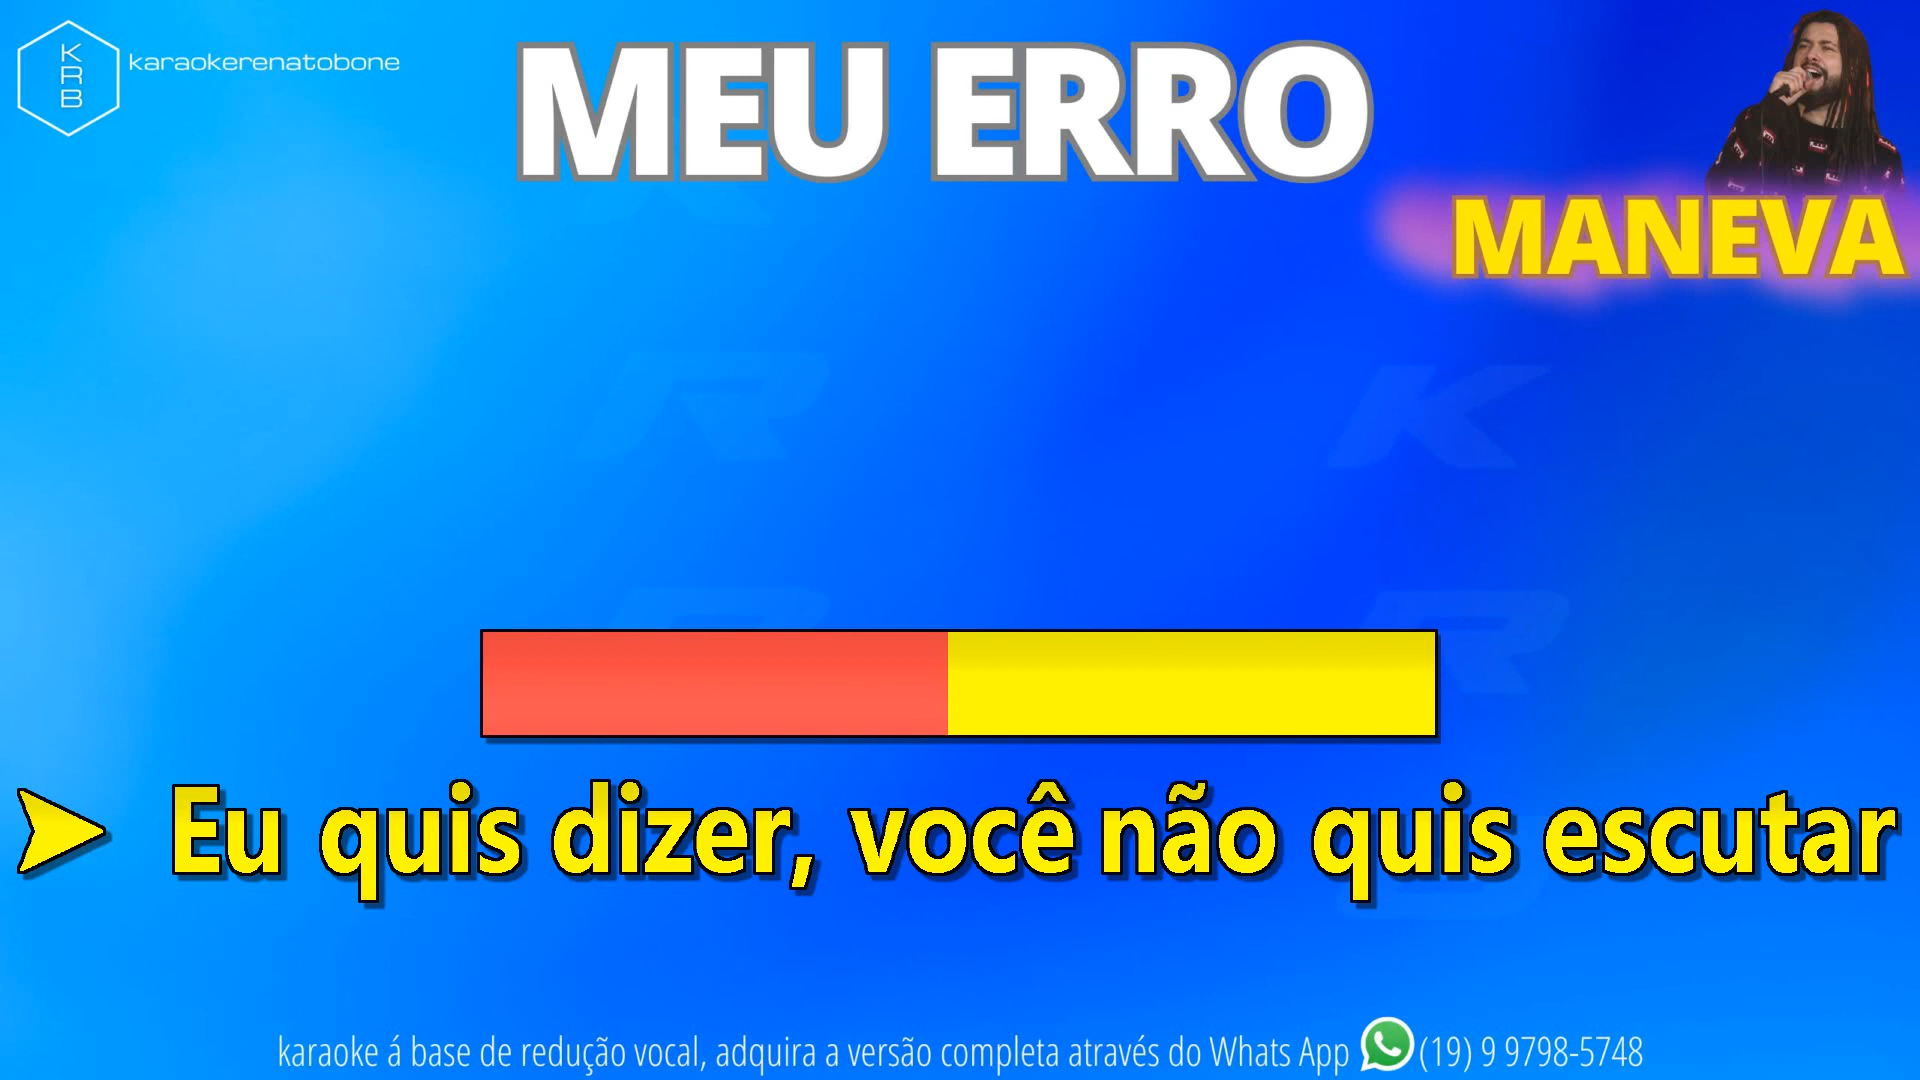 KRB
karaokerenatobone
MEU ERRO
MANEVA
➤ Eu quis dizer, você não quis escutar
karaoke á base de redução vocal, adquira a versão completa através do Whats App (19) 9 9798-5748